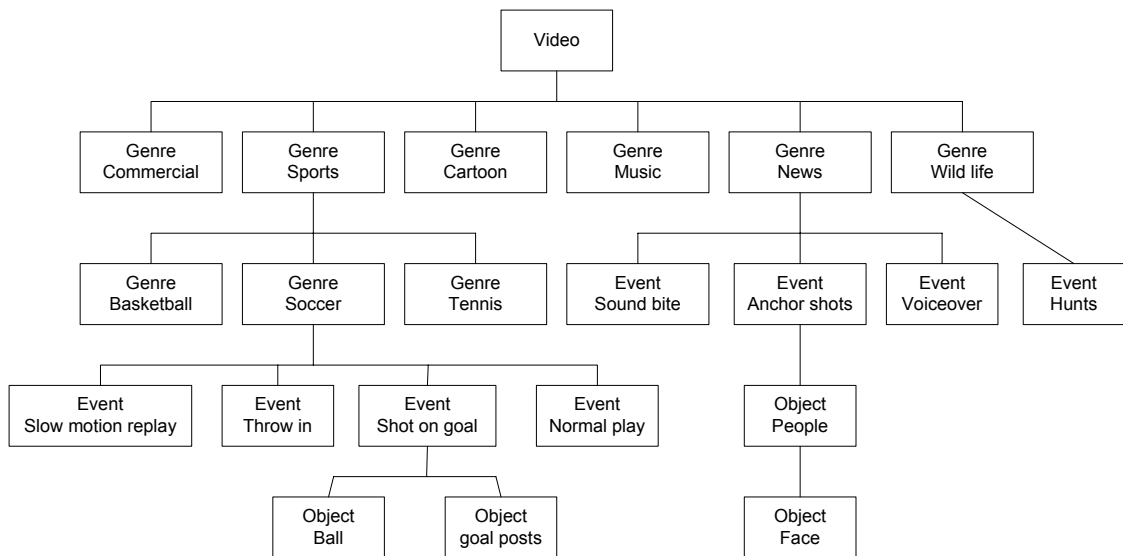 Video
Genre
Commercial
Genre
Sports
Genre
Cartoon
Genre
Music
Genre
News
Genre
Wild life
Genre
Basketball
Genre
Soccer
Genre
Tennis
Event
Sound bite
Event
Anchor shots
Event
Voiceover
Event
Hunts
Event
Slow motion replay
Event
Throw in
Event
Shot on goal
Event
Normal play
Object
People
Object
Ball
Object
goal posts
Object
Face